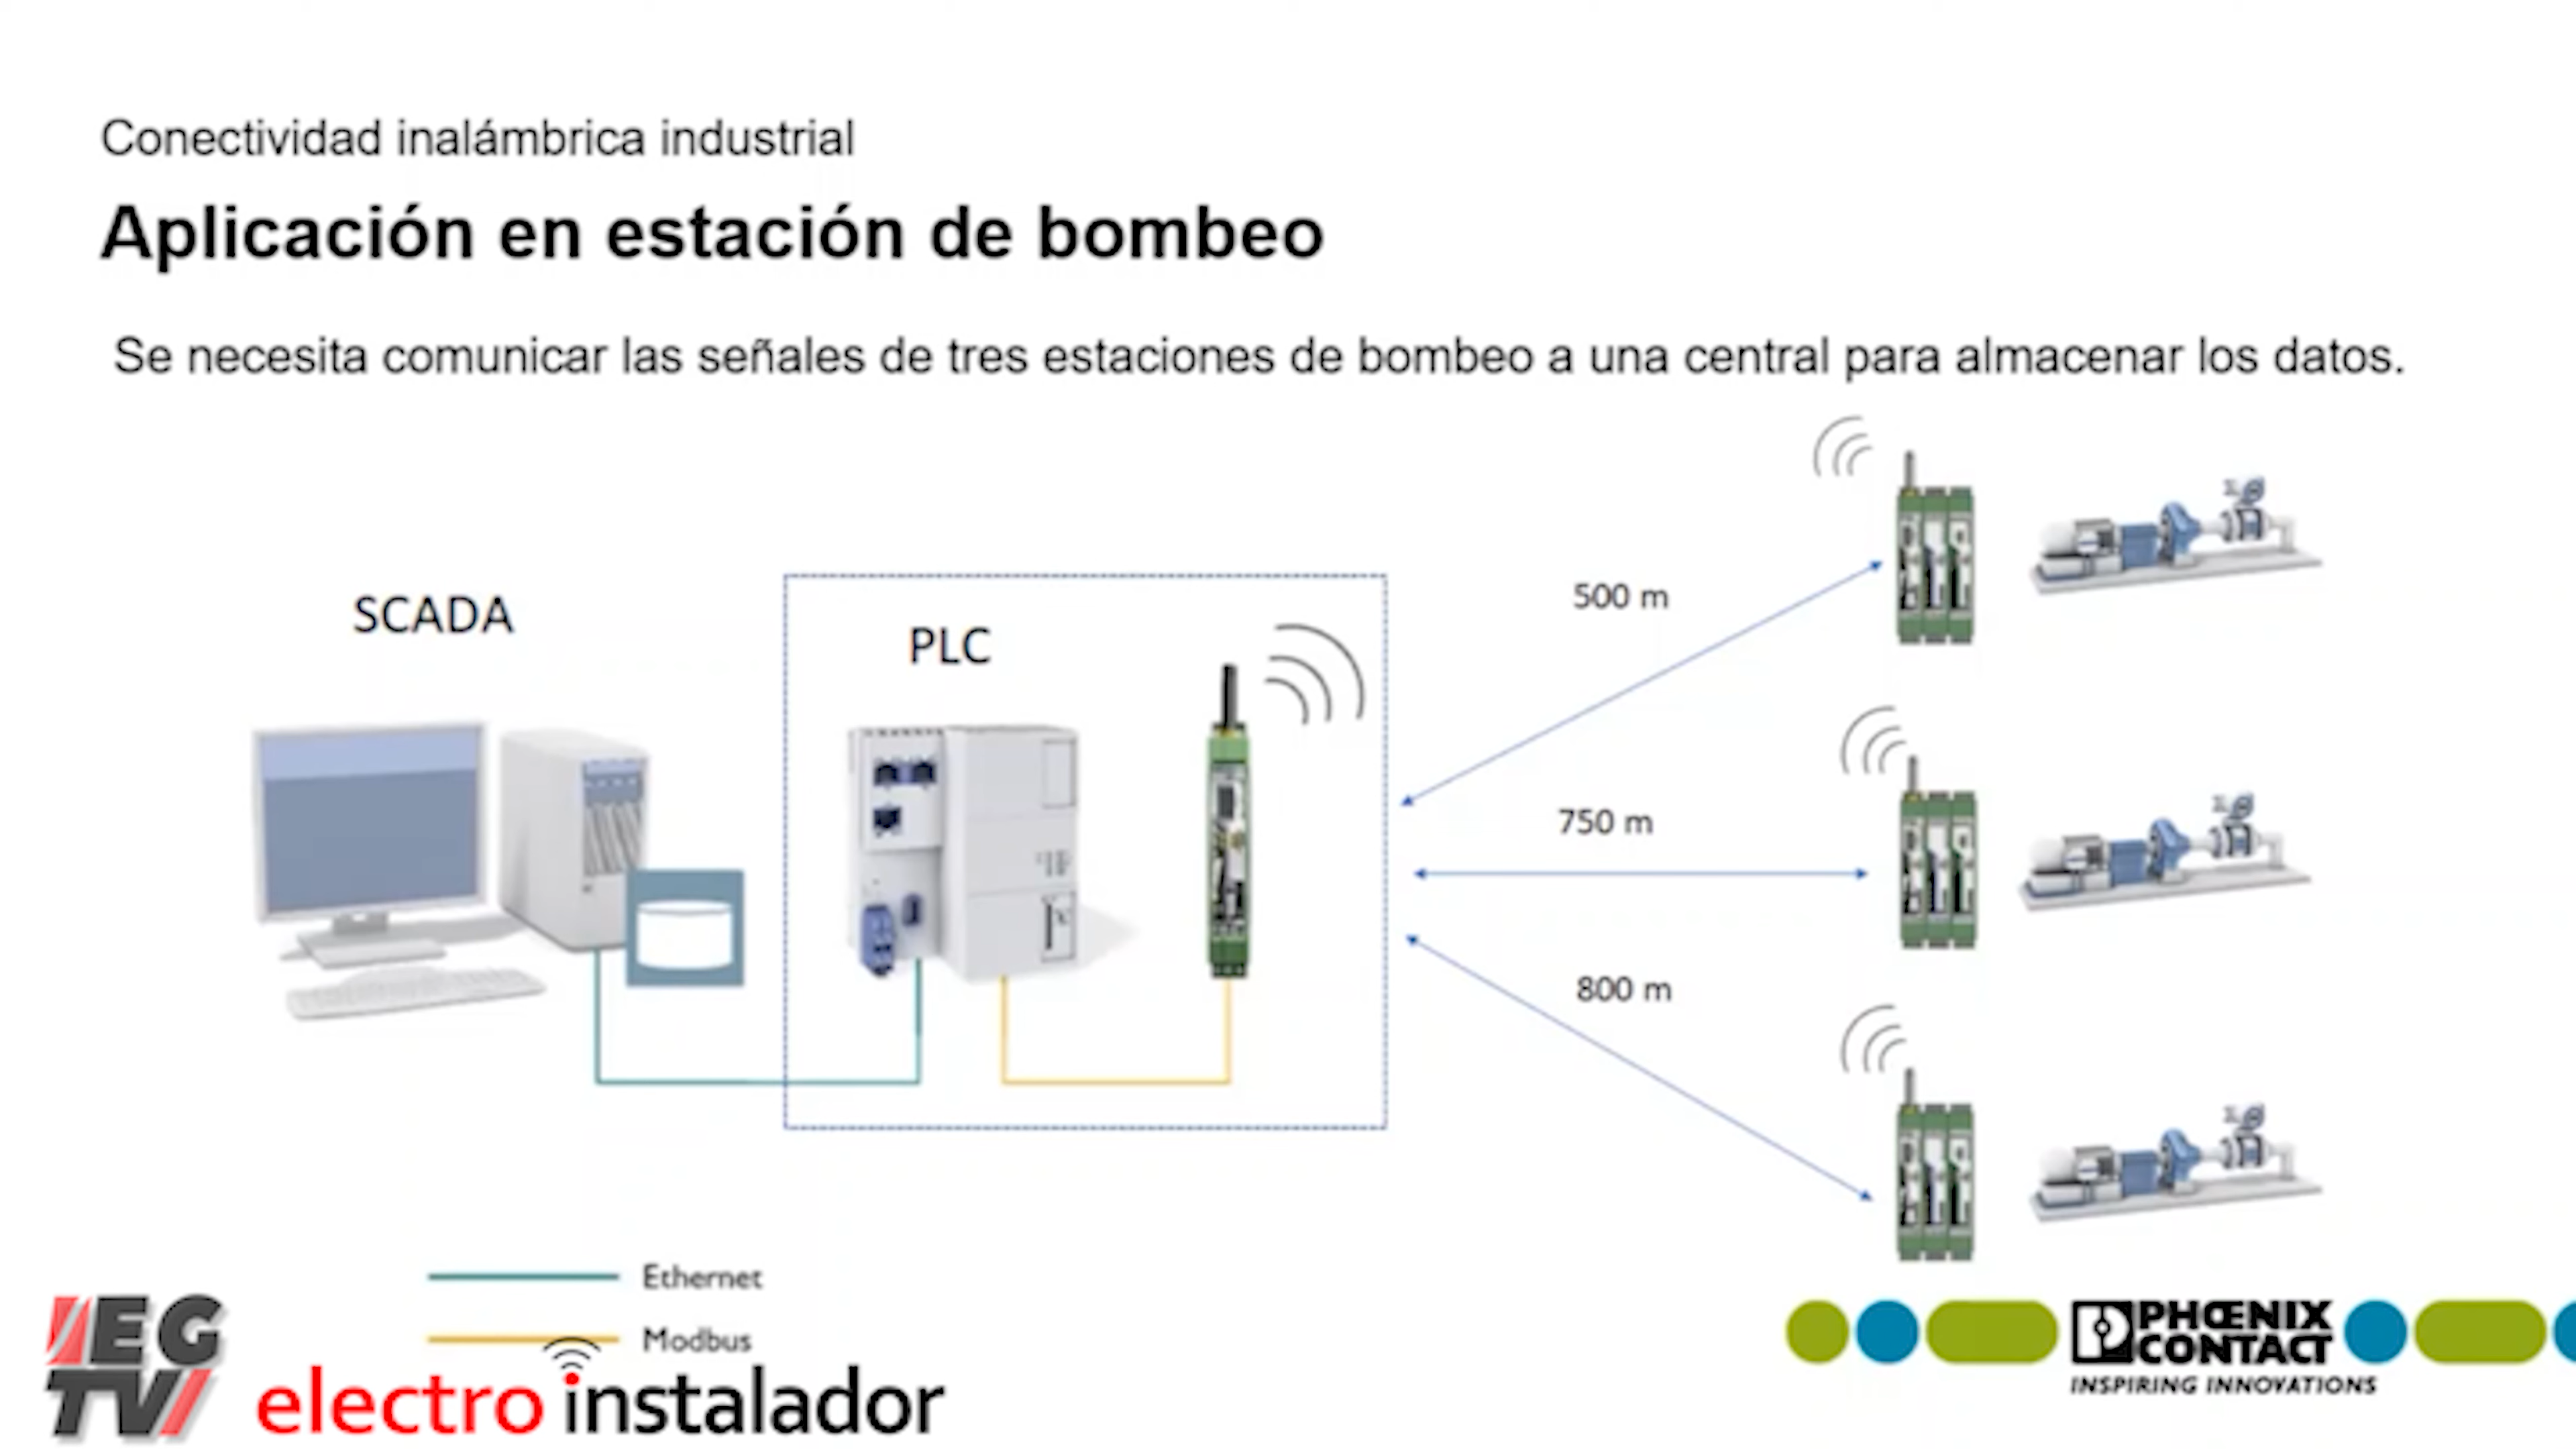 Conectividad inalámbrica industrial
Aplicación en estación de bombeo
Se necesita comunicar las señales de tres estaciones de bombeo a una central para almacenar los datos.
SCADA
PLC
500 m
750 m
800 m
Ethernet
Modbus
EG
TV
electro instalador
PHŒNIX
CONTACT
INSPIRING INNOVATIONS